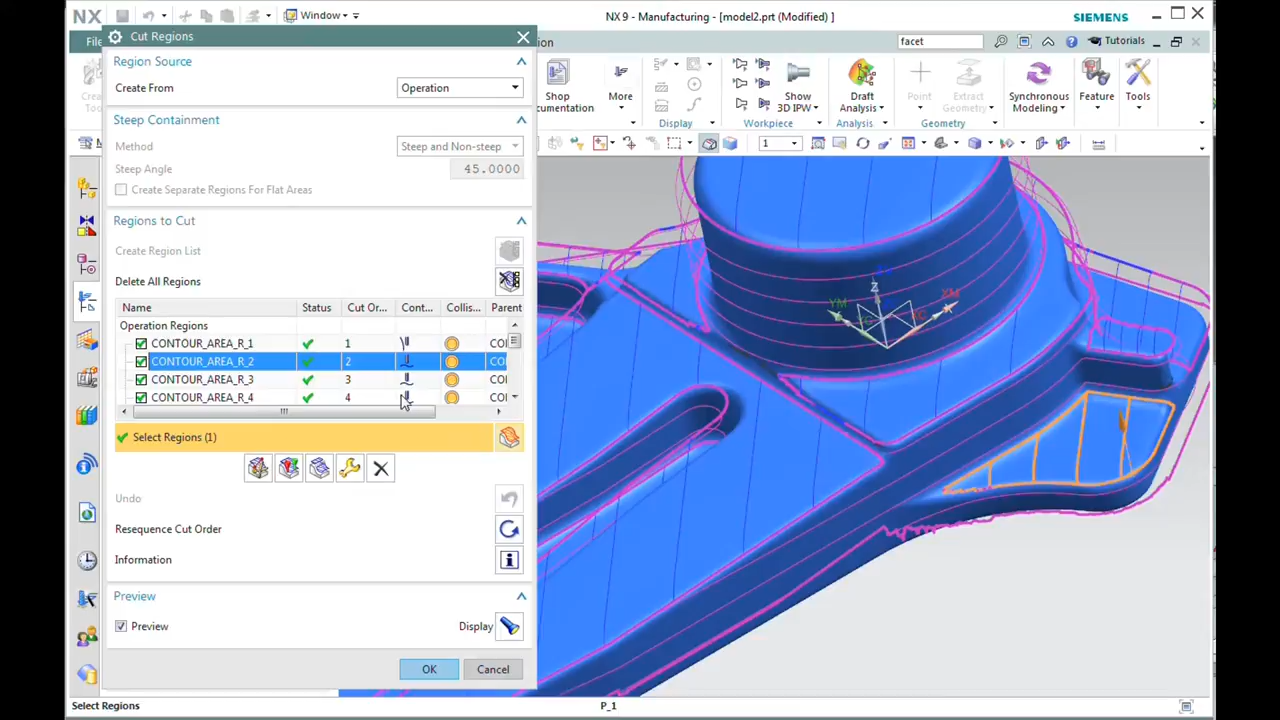 NX
Window
NX 9 - Manufacturing - [model2.prt (Modified) ]
SIEMENS
Cut Regions
facet
Tutorials
Region Source
Create From
Operation
Shop
More
Show
3D IPW
Draft
Analysis
Point
Extract
Geometry
Synchronous
Modeling
Feature
Tools
Display
Workpiece
Analysis
Geometry
Steep Containment
Method
Steep and Non-steep
1
Steep Angle
45.0000
Create Separate Regions For Flat Areas
Regions to Cut
Create Region List
Delete All Regions
Name
Status
Cut Or...
Cont...
Collis...
Parent
Operation Regions
CONTOUR_AREA_R_1
1
CONTOUR_AREA_R_2
2
CONTOUR_AREA_R_3
3
CONTOUR_AREA_R_4
4
Select Regions (1)
Undo
Resequence Cut Order
Information
Preview
Preview
Display
OK
Cancel
Z
YM
XM
XC
Select Regions
P_1